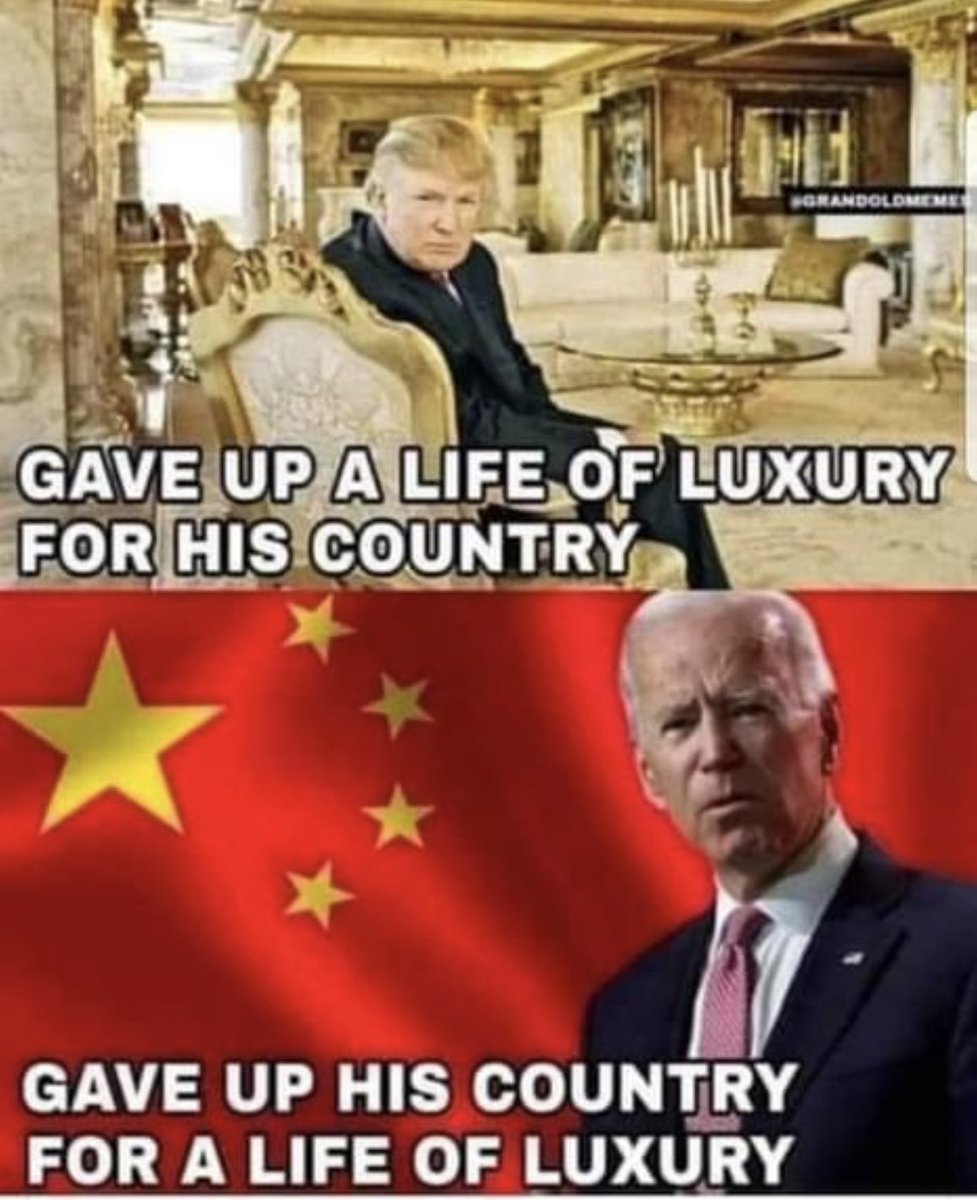 @GRANDOLDMEMES
GAVE UP A LIFE OF LUXURY
FOR HIS COUNTRY
GAVE UP HIS COUNTRY
FOR A LIFE OF LUXURY